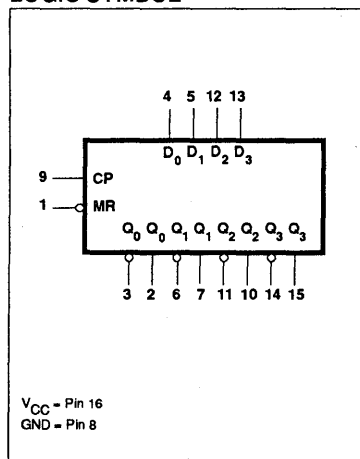 LOGIC SYMBOL
4 5 12 13
D0 D1 D2 D3
9 CP
1 MR
Q0 Q0 Q1 Q1 Q2 Q2 Q3 Q3
3 2 6 7 11 10 14 15
VCC = Pin 16
GND = Pin 8